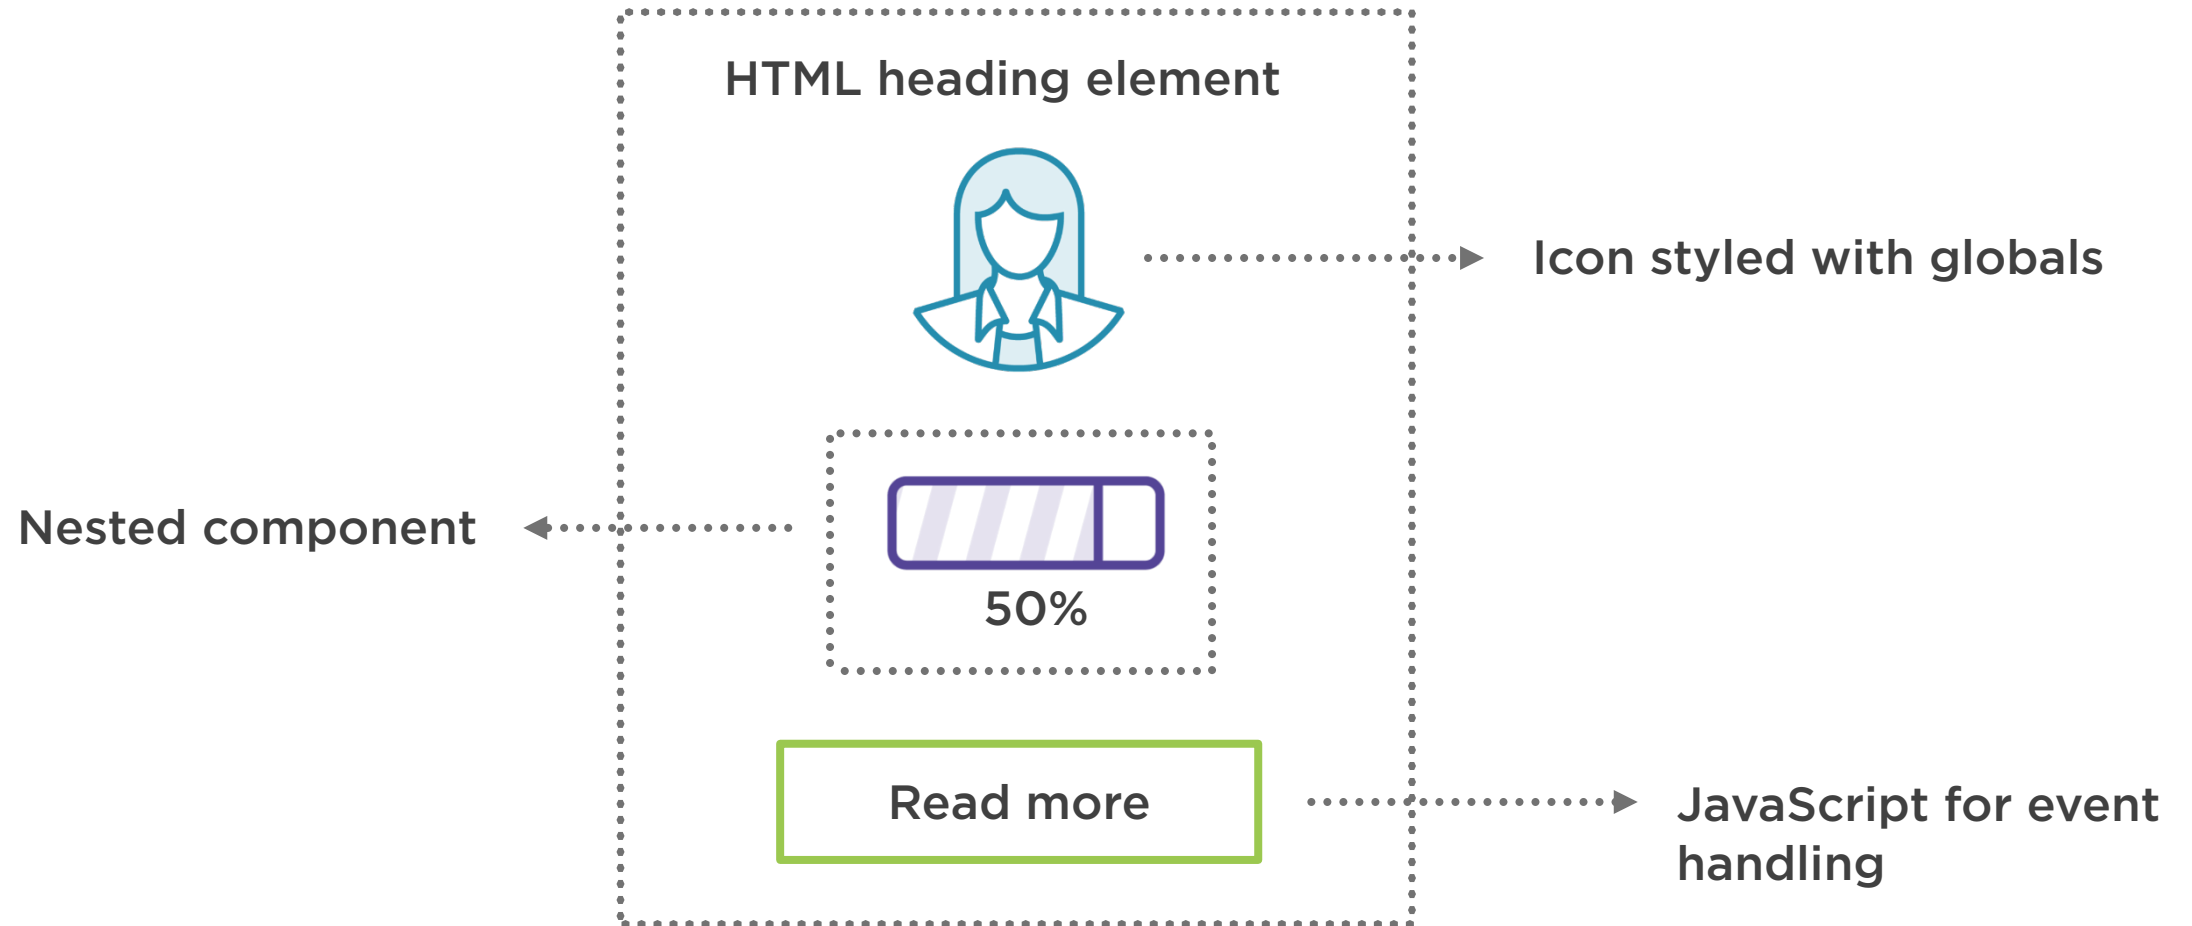 HTML heading element
Icon styled with globals
Nested component
50%
Read more
JavaScript for event
handling